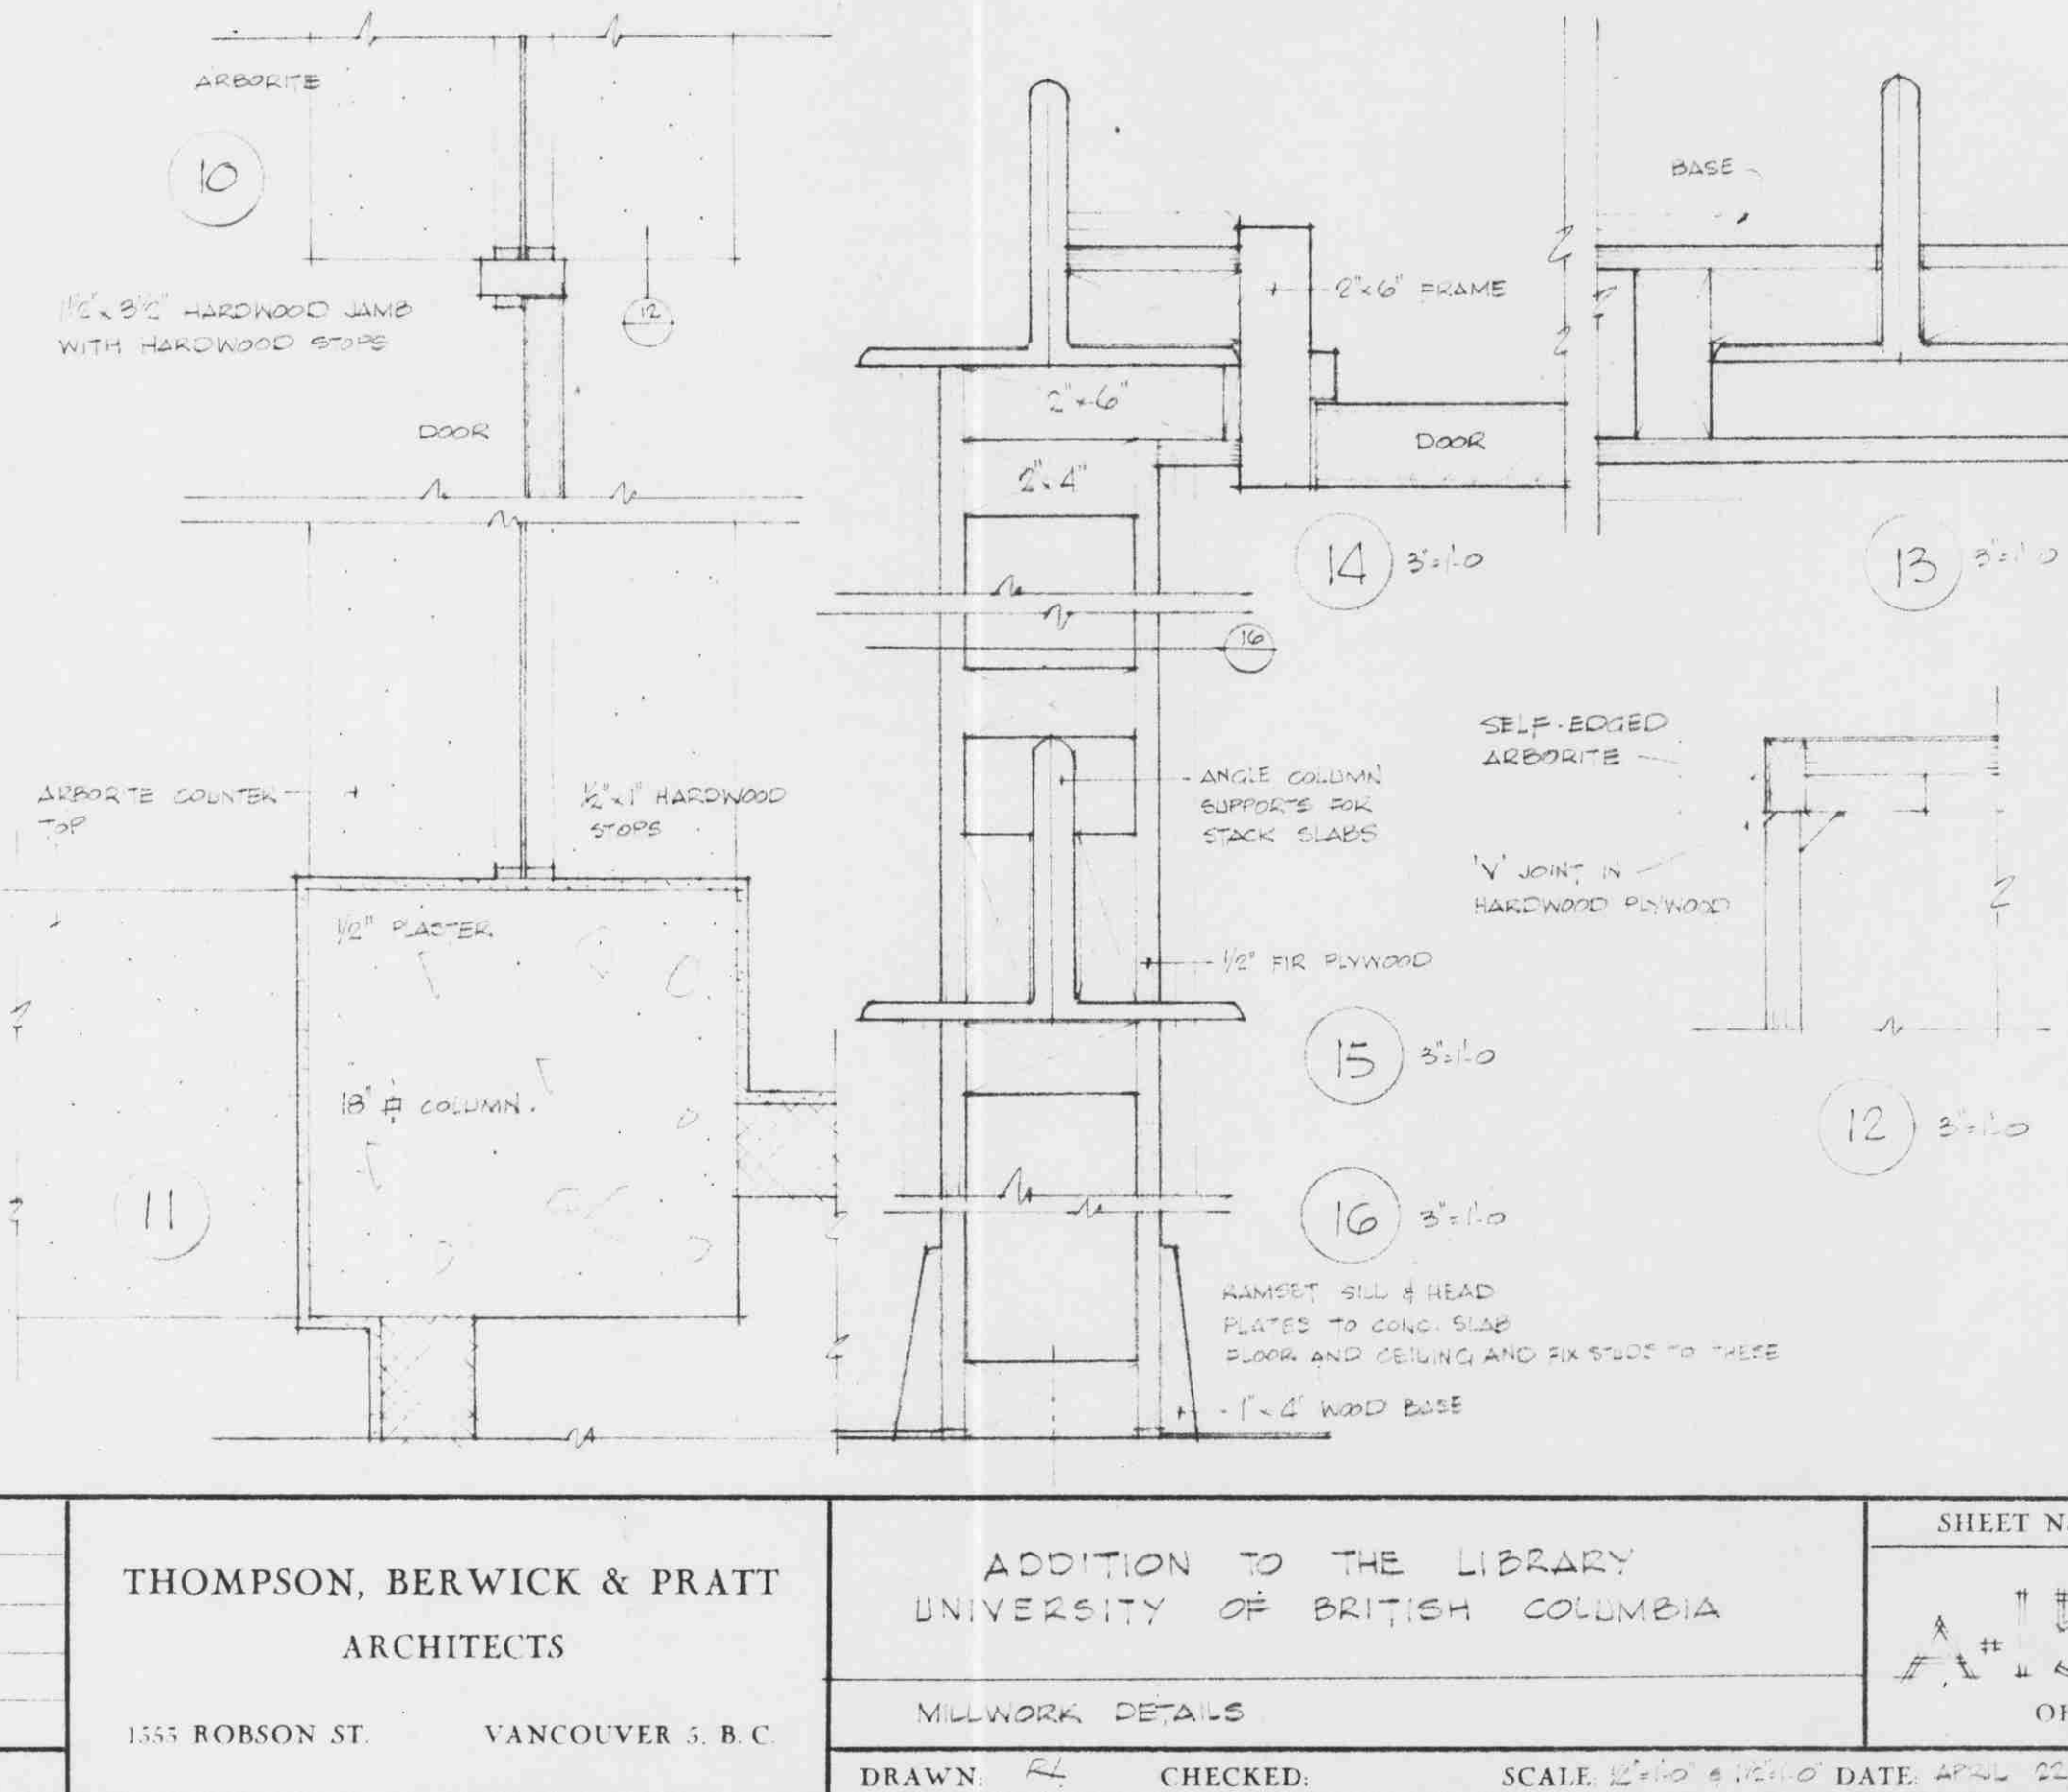 ARBORITE
10
1½" x 3½" HARDWOOD JAMB
WITH HARDWOOD STOPS
12
DOOR
ARBORTE COUNTER
TOP
½" x 1" HARDWOOD
STOPS
1/2" PLASTER
18" COLUMN.
11
2" x 6" FRAME
2" x 6"
2" x 4"
DOOR
14 3"=1'-0
16
ANGLE COLUMN
SUPPORTS FOR
STACK SLABS
1/2" FIR PLYWOOD
15 3"=1'-0
16 3"=1'-0
RAMSET SILL & HEAD
PLATES TO CONC. SLAB
FLOOR AND CEILING AND FIX STUDS TO THESE
1" x 4" WOOD BASE
BASE
13 3"=1'-0
SELF-EDGED
ARBORITE
'V' JOINT IN
HARDWOOD PLYWOOD
12 3"=1'-0
THOMPSON, BERWICK & PRATT
ARCHITECTS
1555 ROBSON ST. VANCOUVER 5. B. C.
ADDITION TO THE LIBRARY
UNIVERSITY OF BRITISH COLUMBIA
MILLWORK DETAILS
DRAWN: RL CHECKED: SCALE: DATE: APRIL 22
SHEET